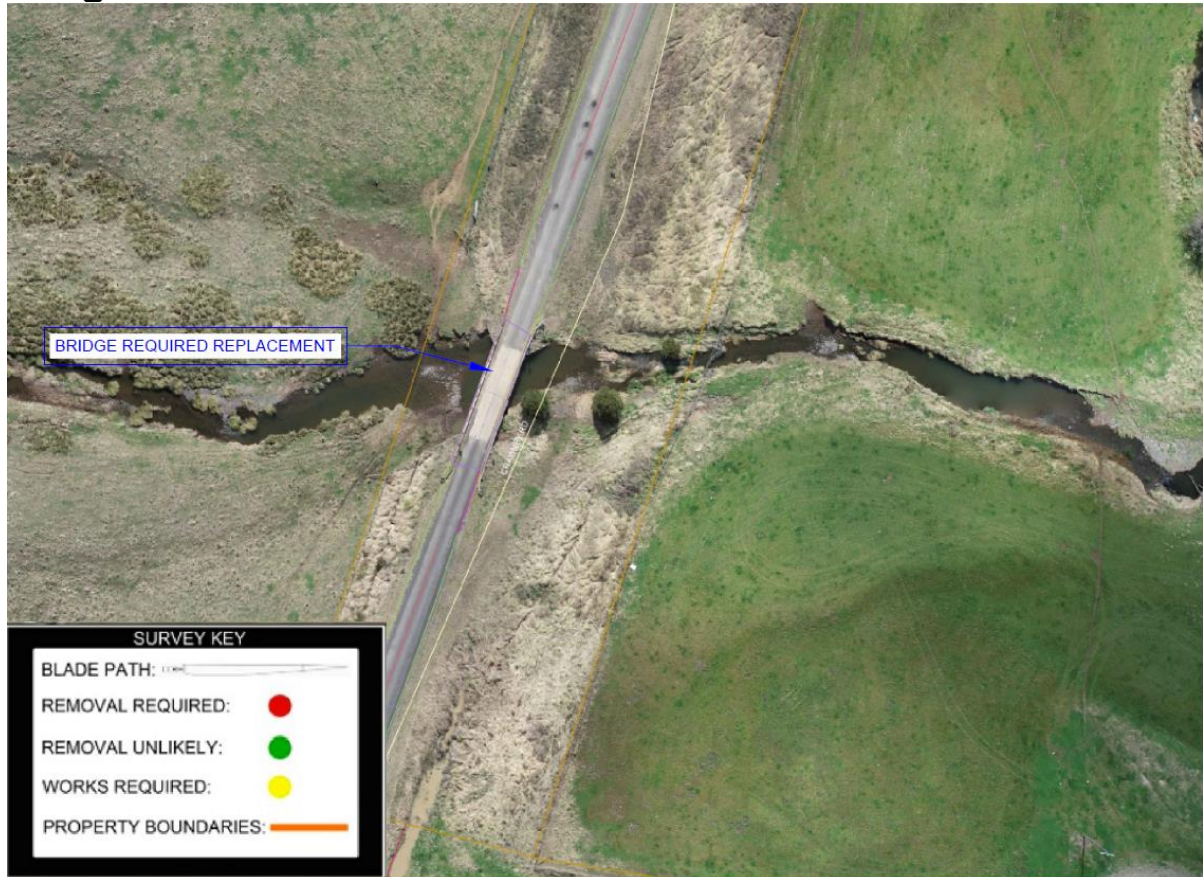 BRIDGE REQUIRED REPLACEMENT
SURVEY KEY
BLADE PATH:
REMOVAL REQUIRED:
REMOVAL UNLIKELY:
WORKS REQUIRED:
PROPERTY BOUNDARIES: